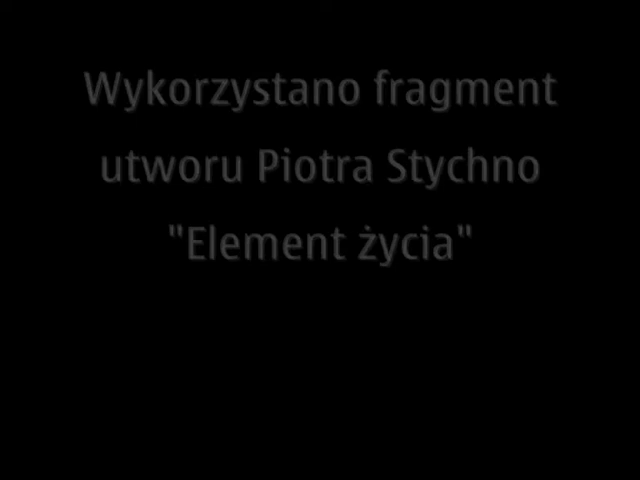 Wykorzystano fragment
utworu Piotra Stychno
"Element życia"